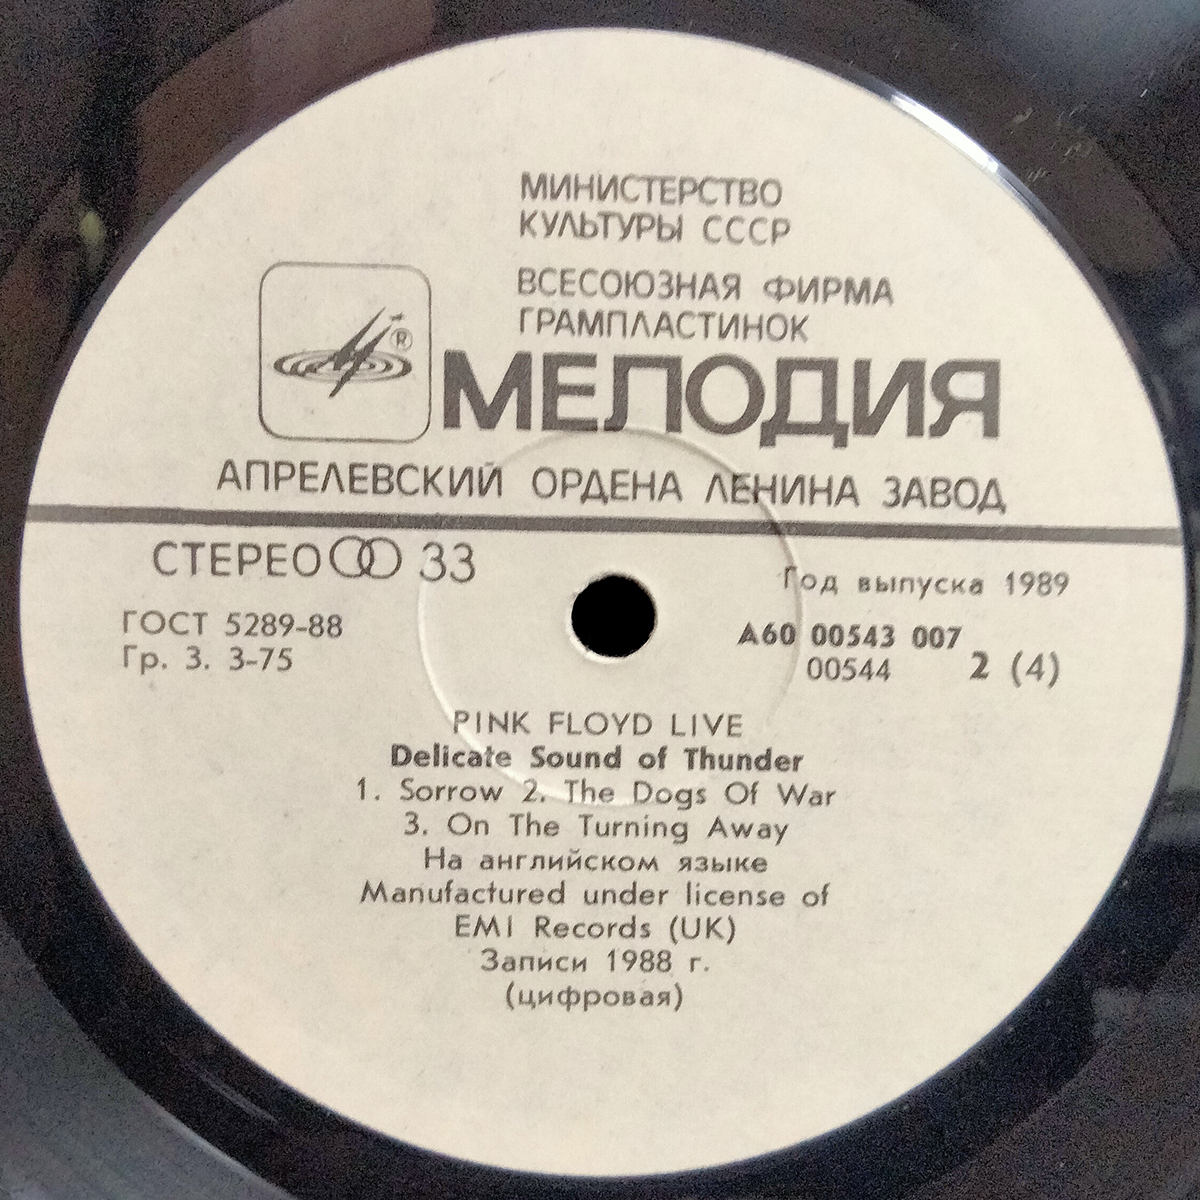 МИНИСТЕРСТВО
КУЛЬТУРЫ СССР
ВСЕСОЮЗНАЯ ФИРМА
ГРАМПЛАСТИНОК
®
МЕЛОДИЯ
АПРЕЛЕВСКИЙ ОРДЕНА ЛЕНИНА ЗАВОД
СТЕРЕО 33
Год выпуска 1989
ГОСТ 5289-88
А60 00543 007
Гр. 3. 3-75
00544 2 (4)
PINK FLOYD LIVE
Delicate Sound of Thunder
1. Sorrow 2. The Dogs Of War
3. On The Turning Away
На английском языке
Manufactured under license of
EMI Records (UK)
Записи 1988 г.
(цифровая)